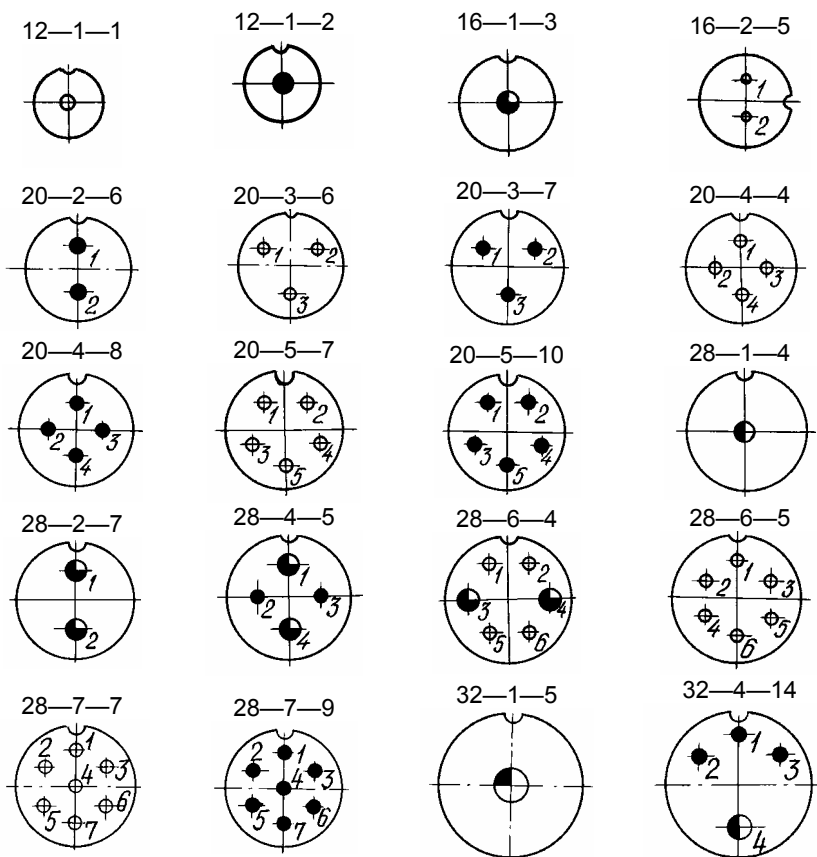 12—1—1 12—1—2 16—1—3 16—2—5
1
2
20—2—6 20—3—6 20—3—7 20—4—4
1 1 2 1 2 1
2 3
2 3 3 4
20—4—8 20—5—7 20—5—10 28—1—4
1 1 2 1 2
2 3 3 4 3 4
4 5 5
28—2—7 28—4—5 28—6—4 28—6—5
1 1 1 2 1
2 3
2 3 3 4
4 5
2 4 5 6 6
28—7—7 28—7—9 32—1—5 32—4—14
1 1 1
2 3 2 3 2 3
4 4
5 6 5 6
7 7 4